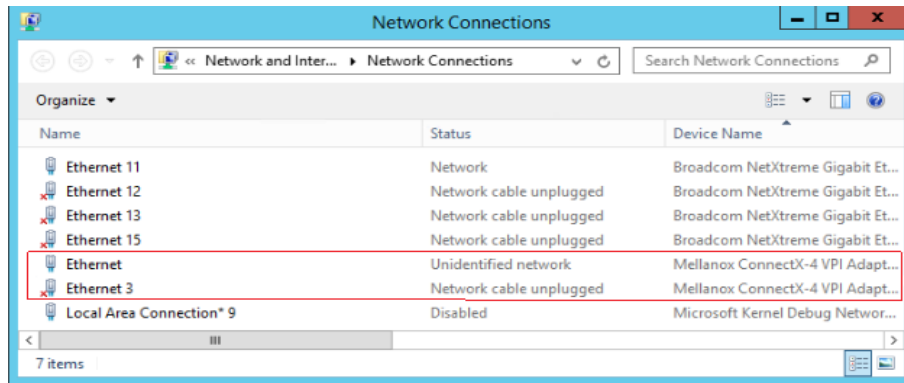 Network Connections
« Network and Inter... Network Connections Search Network Connections
Organize
Name Status Device Name
Ethernet 11 Network Broadcom NetXtreme Gigabit Et...
Ethernet 12 Network cable unplugged Broadcom NetXtreme Gigabit Et...
Ethernet 13 Network cable unplugged Broadcom NetXtreme Gigabit Et...
Ethernet 15 Network cable unplugged Broadcom NetXtreme Gigabit Et...
Ethernet Unidentified network Mellanox ConnectX-4 VPI Adapt...
Ethernet 3 Network cable unplugged Mellanox ConnectX-4 VPI Adapt...
Local Area Connection* 9 Disabled Microsoft Kernel Debug Networ...
7 items